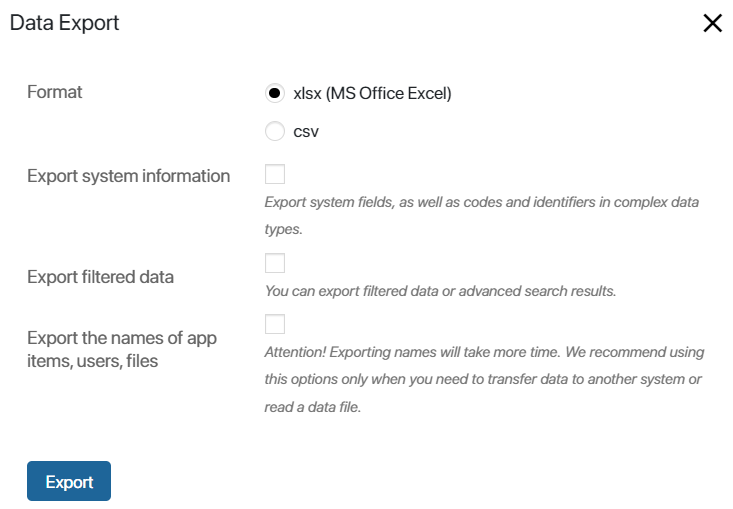 Data Export
Format
xlsx (MS Office Excel)
csv
Export system information
Export system fields, as well as codes and identifiers in complex data
types.
Export filtered data
You can export filtered data or advanced search results.
Export the names of app
items, users, files
Attention! Exporting names will take more time. We recommend using
this options only when you need to transfer data to another system or
read a data file.
Export